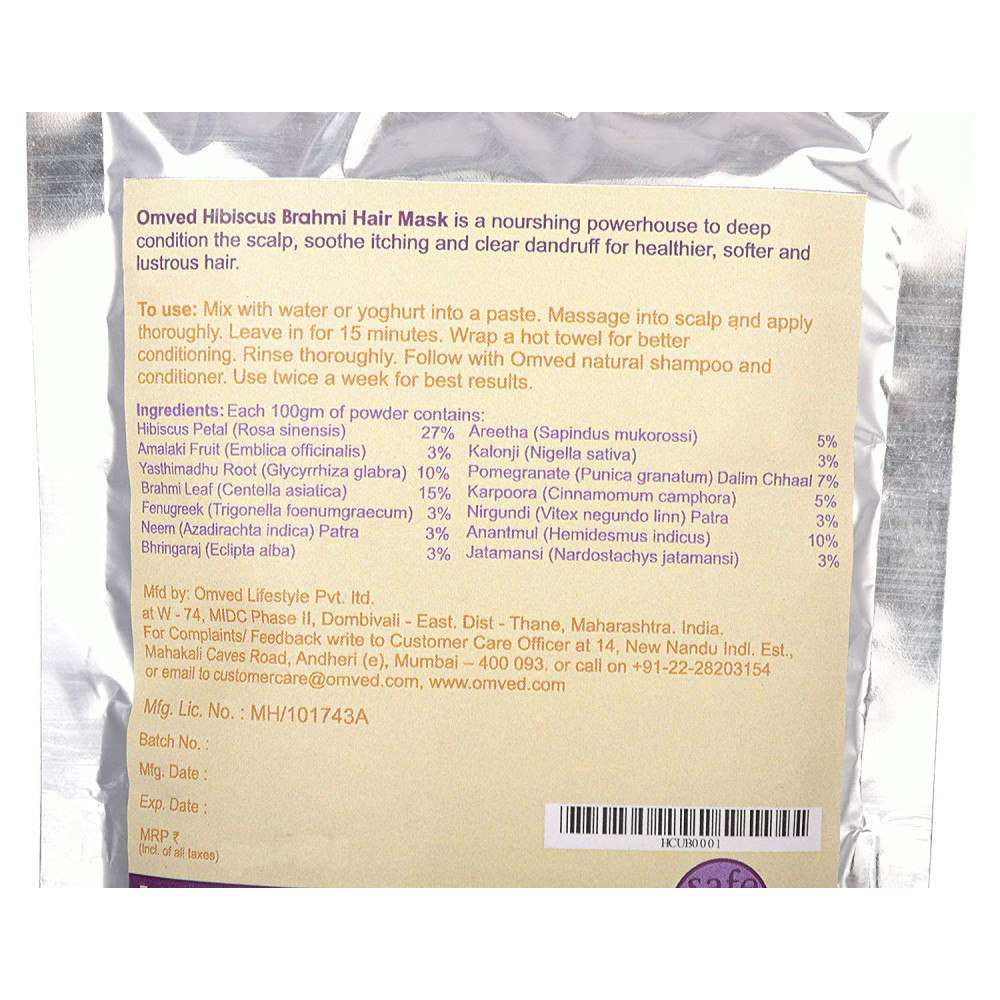 Omved Hibiscus Brahmi Hair Mask is a nourshing powerhouse to deep
condition the scalp, soothe itching and clear dandruff for healthier, softer and
lustrous hair.
To use: Mix with water or yoghurt into a paste. Massage into scalp and apply
thoroughly. Leave in for 15 minutes. Wrap a hot towel for better
conditioning. Rinse thoroughly. Follow with Omved natural shampoo and
conditioner. Use twice a week for best results.
Ingredients: Each 100gm of powder contains:
Hibiscus Petal (Rosa sinensis) 27%
Amalaki Fruit (Emblica officinalis) 3%
Yasthimadhu Root (Glycyrrhiza glabra) 10%
Brahmi Leaf (Centella asiatica) 15%
Fenugreek (Trigonella foenumgraecum) 3%
Neem (Azadirachta indica) Patra 3%
Bhringaraj (Eclipta alba) 3%
Areetha (Sapindus mukorossi) 5%
Kalonji (Nigella sativa) 3%
Pomegranate (Punica granatum) Dalim Chhaal 7%
Karpoora (Cinnamomum camphora) 5%
Nirgundi (Vitex negundo linn) Patra 3%
Anantmul (Hemidesmus indicus) 10%
Jatamansi (Nardostachys jatamansi) 3%
Mfd by: Omved Lifestyle Pvt. ltd.
at W - 74, MIDC Phase II, Dombivali - East. Dist - Thane, Maharashtra. India.
For Complaints/ Feedback write to Customer Care Officer at 14, New Nandu Indl. Est.,
Mahakali Caves Road, Andheri (e), Mumbai – 400 093. or call on +91-22-28203154
or email to customercare@omved.com, www.omved.com
Mfg. Lic. No. : MH/101743A
Batch No. :
Mfg. Date :
Exp. Date :
MRP ₹
(Incl. of all taxes)
HCUB0001
safe